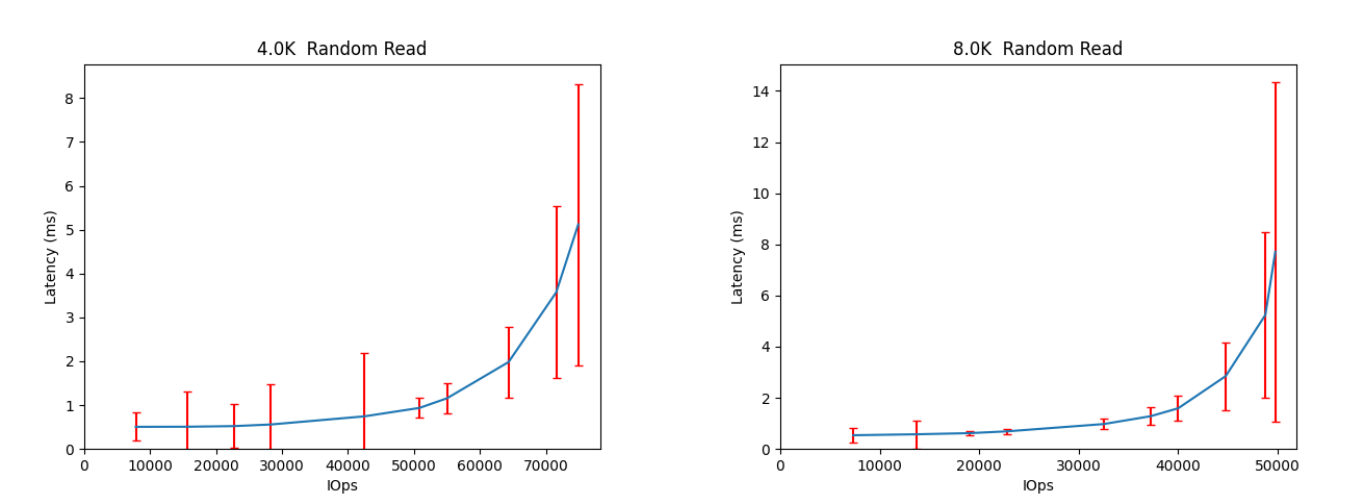 4.0K  Random Read
8.0K  Random Read
Latency (ms)
8
7
6
5
4
3
2
1
0
0 10000 20000 30000 40000 50000 60000 70000
IOps
Latency (ms)
14
12
10
8
6
4
2
0
0 10000 20000 30000 40000 50000
IOps